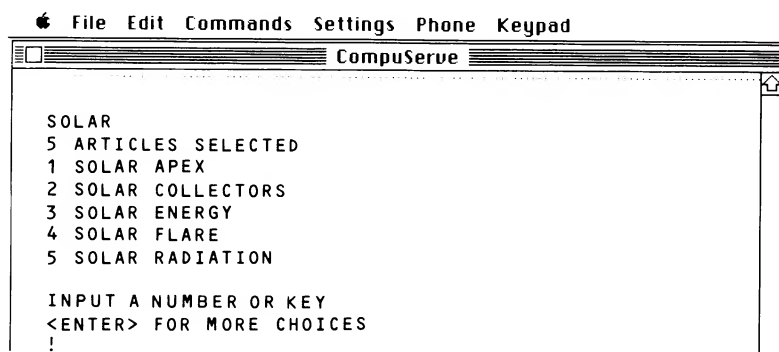 File Edit Commands Settings Phone Keypad
CompuServe
SOLAR
5 ARTICLES SELECTED
1 SOLAR APEX
2 SOLAR COLLECTORS
3 SOLAR ENERGY
4 SOLAR FLARE
5 SOLAR RADIATION
INPUT A NUMBER OR KEY
<ENTER> FOR MORE CHOICES
!